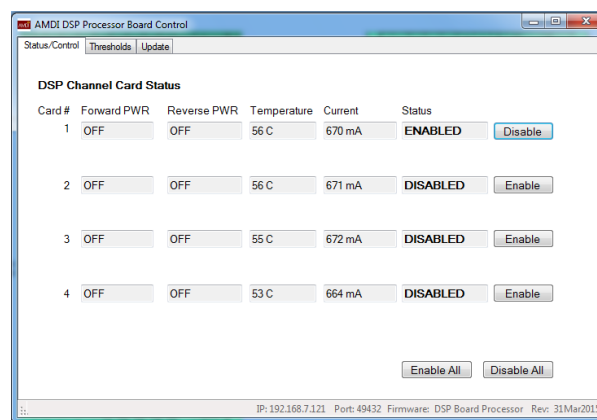 AMDI DSP Processor Board Control
Status/Control Thresholds Update
DSP Channel Card Status
Card # Forward PWR Reverse PWR Temperature Current Status
1 OFF OFF 56 C 670 mA ENABLED Disable
2 OFF OFF 56 C 671 mA DISABLED Enable
3 OFF OFF 55 C 672 mA DISABLED Enable
4 OFF OFF 53 C 664 mA DISABLED Enable
Enable All Disable All
IP: 192.168.7.121 Port: 49432 Firmware: DSP Board Processor Rev: 31Mar2015